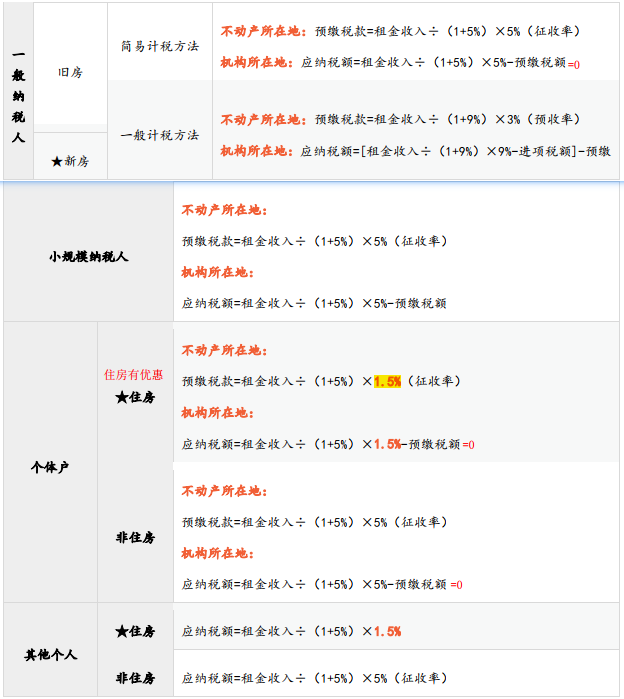 一般纳税人
旧房
简易计税方法
不动产所在地：预缴税款=租金收入÷（1+5%）×5%（征收率）
机构所在地：应纳税额=租金收入÷（1+5%）×5%-预缴税额=0
★新房
一般计税方法
不动产所在地：预缴税款=租金收入÷（1+9%）×3%（预收率）
机构所在地：应纳税额=[租金收入÷（1+9%）×9%-进项税额]-预缴
小规模纳税人
不动产所在地：
预缴税款=租金收入÷（1+5%）×5%（征收率）
机构所在地：
应纳税额=租金收入÷（1+5%）×5%-预缴税额
个体户
住房有优惠
★住房
不动产所在地：
预缴税款=租金收入÷（1+5%）×1.5%（征收率）
机构所在地：
应纳税额=租金收入÷（1+5%）×1.5%-预缴税额=0
非住房
不动产所在地：
预缴税款=租金收入÷（1+5%）×5%（征收率）
机构所在地：
应纳税额=租金收入÷（1+5%）×5%-预缴税额=0
其他个人
★住房
应纳税额=租金收入÷（1+5%）×1.5%
非住房
应纳税额=租金收入÷（1+5%）×5%（征收率）